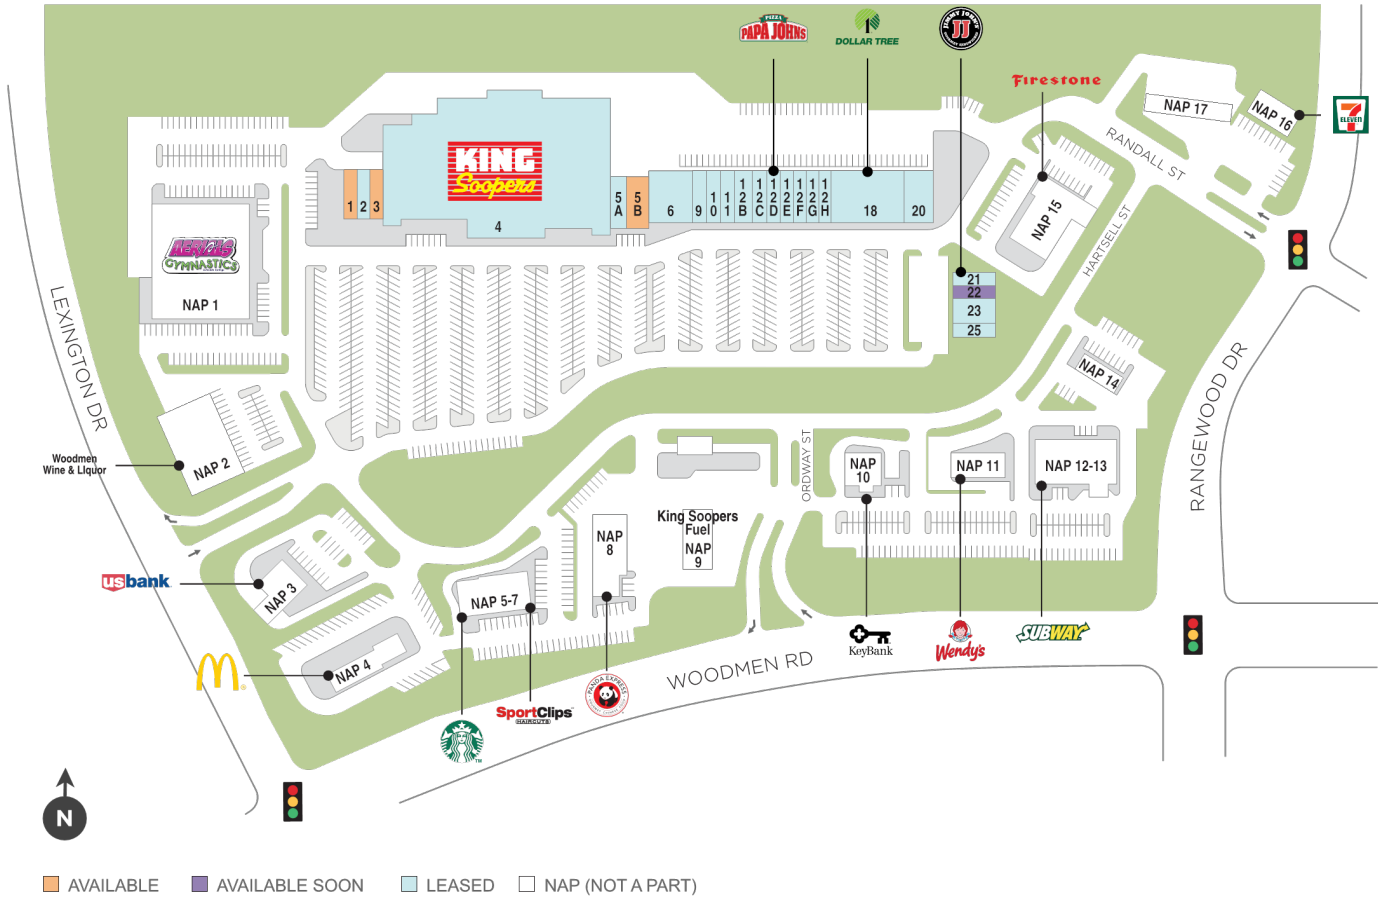 PIZZA
PAPA JOHNS
DOLLAR TREE
JIMMY JOHN'S
JJ
Firestone
7
ELEVEN
NAP 17
NAP 16
RANDALL ST
HARTSELL ST
NAP 15
KING
Soopers
1
2
3
4
5
A
5
B
6
9
1
0
1
1
1
2
B
1
2
C
1
2
D
1
2
E
1
2
F
1
2
G
1
2
H
18
20
21
22
23
25
AERIALS
GYMNASTICS
NAP 1
LEXINGTON DR
NAP 2
Woodmen
Wine & LIquor
NAP 14
RANGEWOOD DR
ORDWAY ST
NAP
10
NAP 11
NAP 12-13
King Soopers
Fuel
NAP
9
NAP
8
NAP 5-7
usbank
NAP 3
NAP 4
KeyBank
Wendy's
SUBWAY
WOODMEN RD
PANDA EXPRESS
SportClips
HAIRCUTS
N
AVAILABLE
AVAILABLE SOON
LEASED
NAP (NOT A PART)